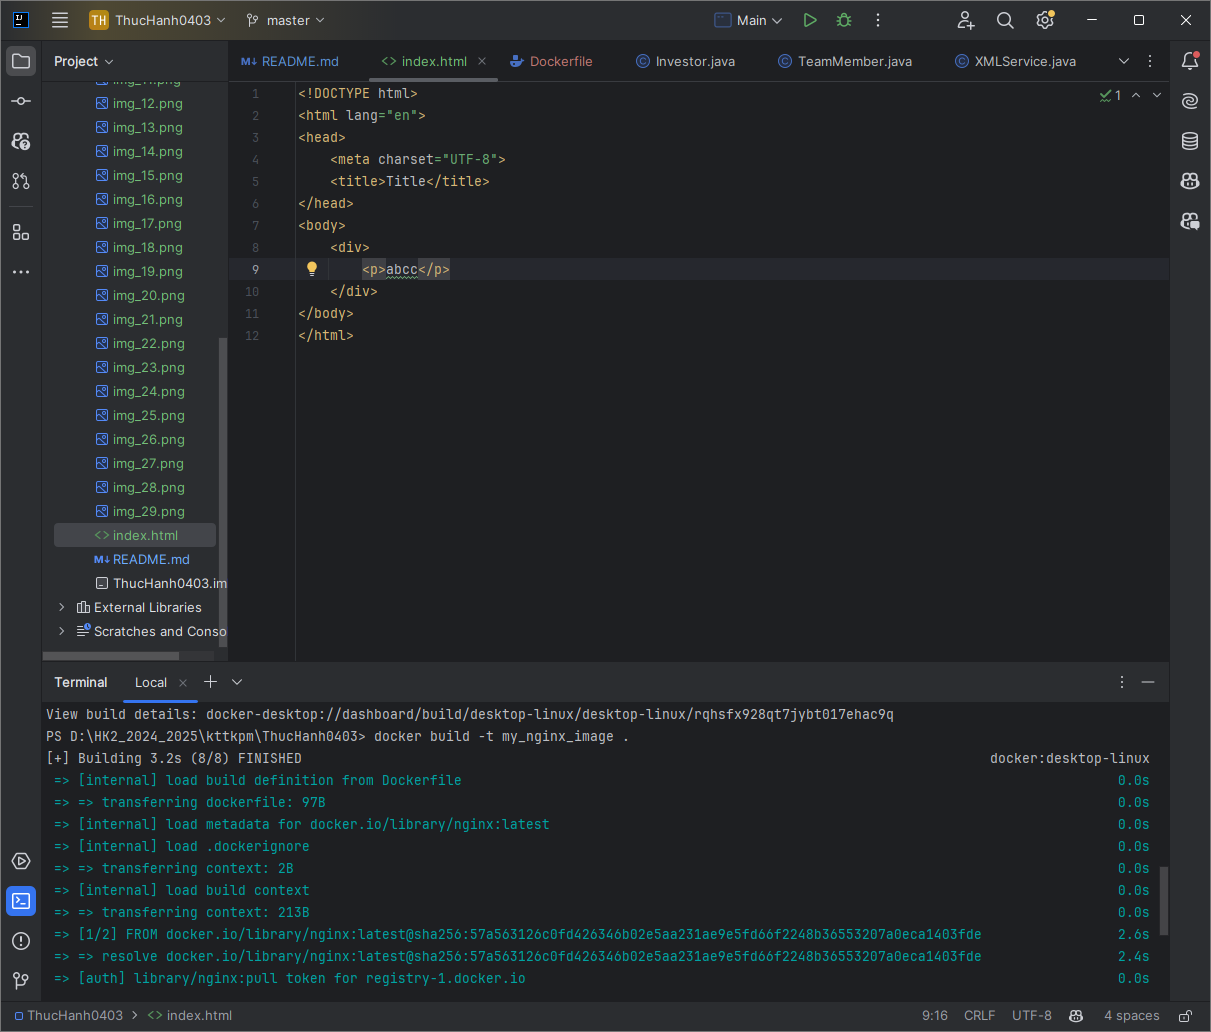 TH ThucHanh0403 master Main
Project
README.md index.html Dockerfile Investor.java TeamMember.java XMLService.java
img_12.png
img_13.png
img_14.png
img_15.png
img_16.png
img_17.png
img_18.png
img_19.png
img_20.png
img_21.png
img_22.png
img_23.png
img_24.png
img_25.png
img_26.png
img_27.png
img_28.png
img_29.png
index.html
README.md
ThucHanh0403.im
External Libraries
Scratches and Conso
1 <!DOCTYPE html>
2 <html lang="en">
3 <head>
4 <meta charset="UTF-8">
5 <title>Title</title>
6 </head>
7 <body>
8 <div>
9 <p>abcc</p>
10 </div>
11 </body>
12 </html>
1
Terminal Local
View build details: docker-desktop://dashboard/build/desktop-linux/desktop-linux/rqhsfx928qt7jybt017ehac9q
PS D:\HK2_2024_2025\kttkpm\ThucHanh0403> docker build -t my_nginx_image .
[+] Building 3.2s (8/8) FINISHED docker:desktop-linux
=> [internal] load build definition from Dockerfile 0.0s
=> => transferring dockerfile: 97B 0.0s
=> [internal] load metadata for docker.io/library/nginx:latest 0.0s
=> [internal] load .dockerignore 0.0s
=> => transferring context: 2B 0.0s
=> [internal] load build context 0.0s
=> => transferring context: 213B 0.0s
=> [1/2] FROM docker.io/library/nginx:latest@sha256:57a563126c0fd426346b02e5aa231ae9e5fd66f2248b36553207a0eca1403fde 2.6s
=> => resolve docker.io/library/nginx:latest@sha256:57a563126c0fd426346b02e5aa231ae9e5fd66f2248b36553207a0eca1403fde 2.4s
=> [auth] library/nginx:pull token for registry-1.docker.io 0.0s
ThucHanh0403 > index.html 9:16 CRLF UTF-8 4 spaces